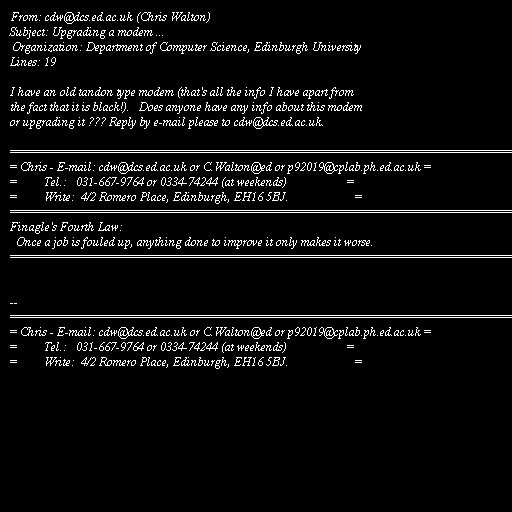 From: cdw@dcs.ed.ac.uk (Chris Walton)
Subject: Upgrading a modem ...
Organization: Department of Computer Science, Edinburgh University
Lines: 19

I have an old tandon type modem (that's all the info I have apart from
the fact that it is black!).   Does anyone have any info about this modem
or upgrading it ??? Reply by e-mail please to cdw@dcs.ed.ac.uk.

==============================================================================
= Chris - E-mail: cdw@dcs.ed.ac.uk or C.Walton@ed or p92019@cplab.ph.ed.ac.uk =
=         Tel.:   031-667-9764 or 0334-74244 (at weekends)                    =
=         Write:  4/2 Romero Place, Edinburgh, EH16 5BJ.                      =
==============================================================================
Finagle's Fourth Law:
  Once a job is fouled up, anything done to improve it only makes it worse.
==============================================================================

--
==============================================================================
= Chris - E-mail: cdw@dcs.ed.ac.uk or C.Walton@ed or p92019@cplab.ph.ed.ac.uk =
=         Tel.:   031-667-9764 or 0334-74244 (at weekends)                    =
=         Write:  4/2 Romero Place, Edinburgh, EH16 5BJ.                      =